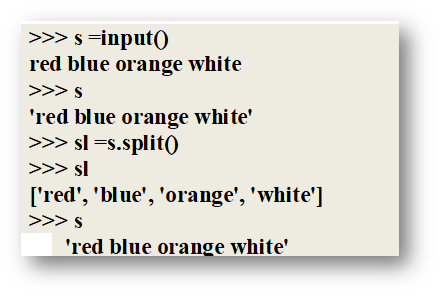 >>> s =input()
red blue orange white
>>> s
'red blue orange white'
>>> sl =s.split()
>>> sl
['red', 'blue', 'orange', 'white']
>>> s
'red blue orange white'